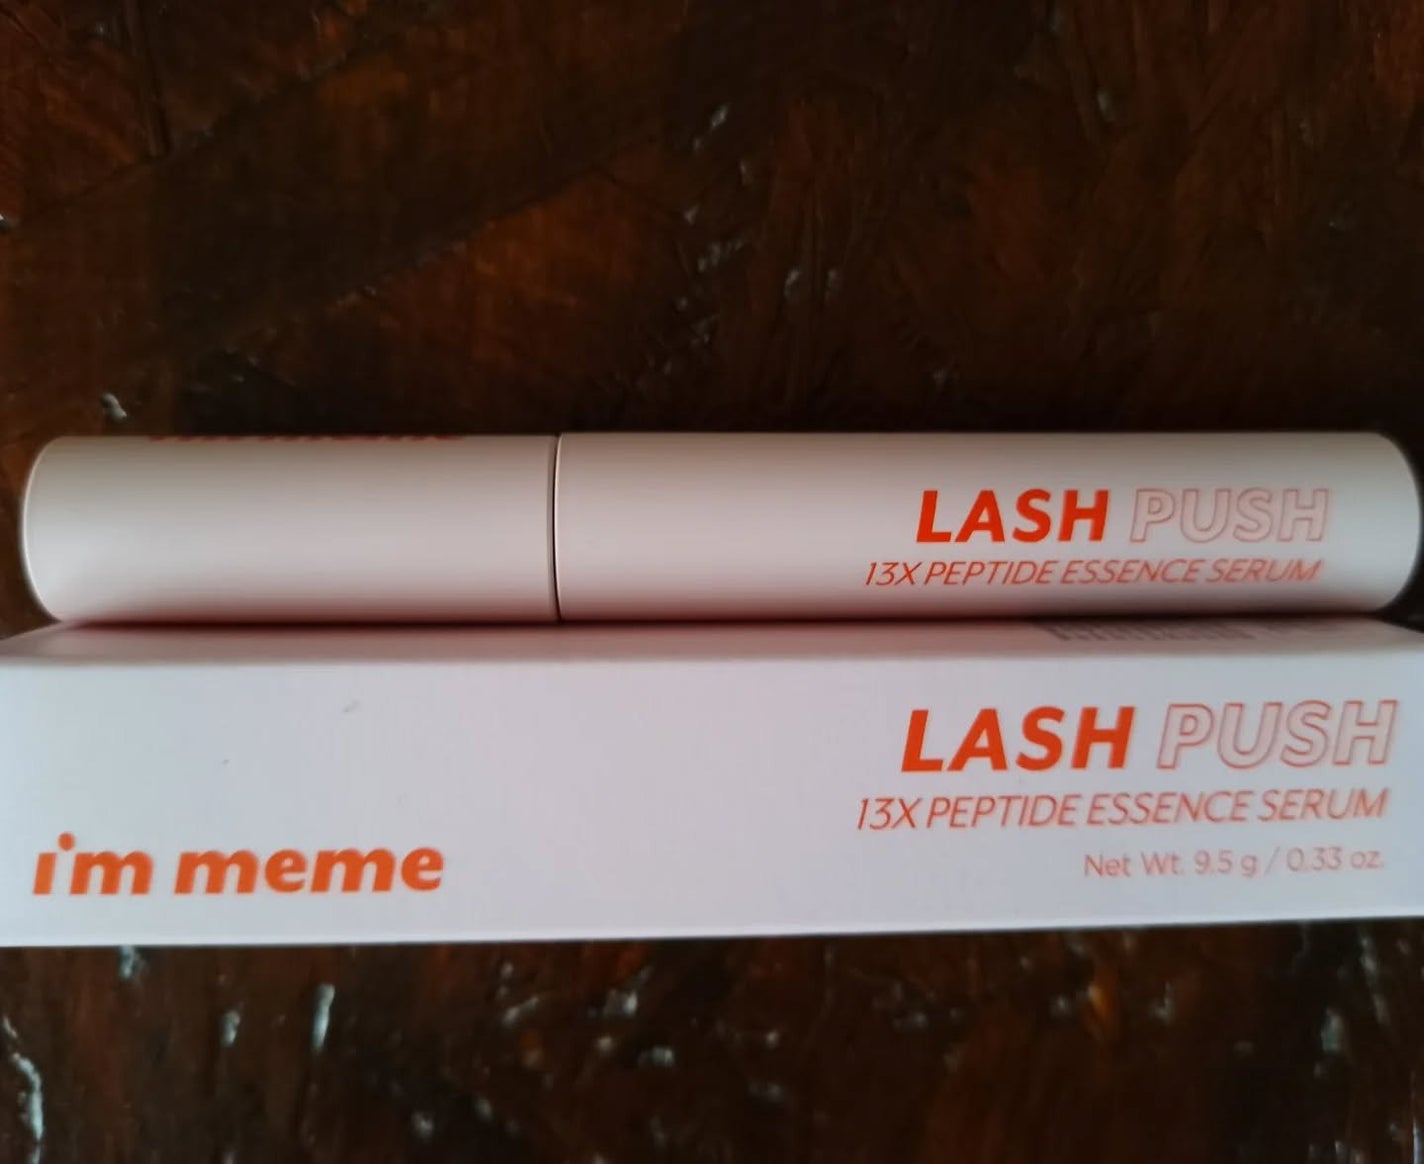 LASH PUSH
13X PEPTIDE ESSENCE SERUM
LASH PUSH
13X PEPTIDE ESSENCE SERUM
Net Wt. 9.5 g / 0.33 oz.
i'm meme